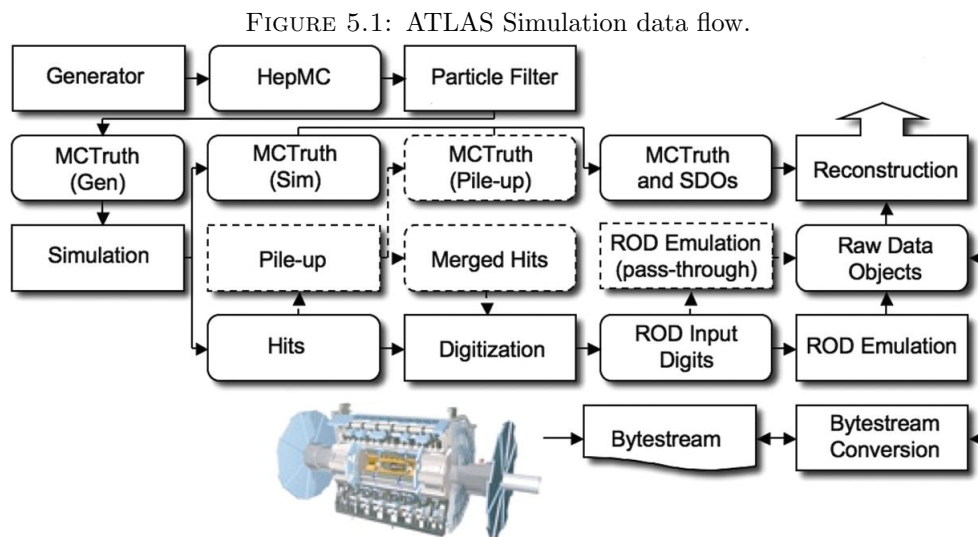 FIGURE 5.1: ATLAS Simulation data flow.
Generator
HepMC
Particle Filter
MCTruth
(Gen)
MCTruth
(Sim)
MCTruth
(Pile-up)
MCTruth
and SDOs
Reconstruction
Simulation
Pile-up
Merged Hits
ROD Emulation
(pass-through)
Raw Data
Objects
Hits
Digitization
ROD Input
Digits
ROD Emulation
Bytestream
Bytestream
Conversion